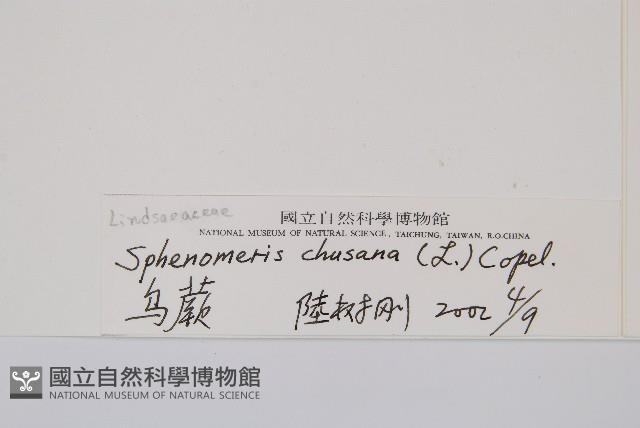 Lindsaeaceae
國立自然科學博物館
NATIONAL MUSEUM OF NATURAL SCIENCE, TAICHUNG, TAIWAN, R.O.CHINA
Sphenomeris chusana (L.) Copel.
烏蕨 陸 剛 2002 4/9
國立自然科學博物館
NATIONAL MUSEUM OF NATURAL SCIENCE